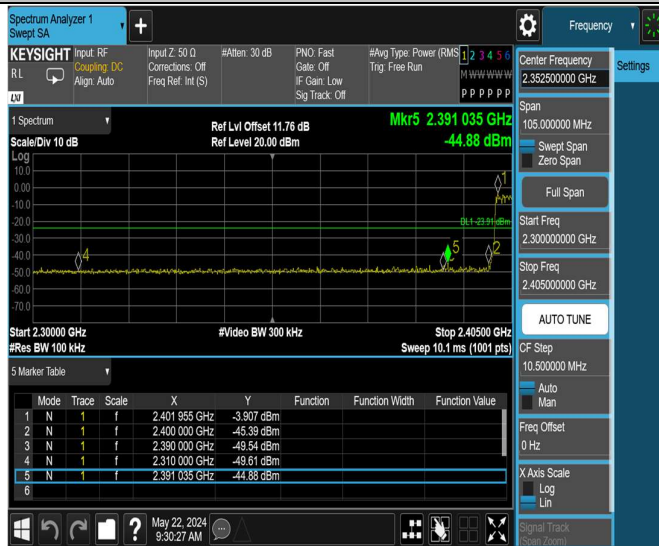 Spectrum Analyzer 1
Swept SA
Frequency
KEYSIGHT
RL
LXI
Input: RF
Coupling: DC
Align: Auto
Input Z: 50 Ω
Corrections: Off
Freq Ref: Int (S)
#Atten: 30 dB
PNO: Fast
Gate: Off
IF Gain: Low
Sig Track: Off
#Avg Type: Power (RMS
Trig: Free Run
1 2 3 4 5 6
M W W W W W
P P P P P P
1 Spectrum
Scale/Div 10 dB
Ref Lvl Offset 11.76 dB
Ref Level 20.00 dBm
Mkr5 2.391 035 GHz
-44.88 dBm
Log
10.0
0.00
-10.0
-20.0
-30.0
-40.0
-50.0
-60.0
-70.0
1
DL1 -23.91 dBm
4
5
2
Start 2.30000 GHz
#Res BW 100 kHz
#Video BW 300 kHz
Stop 2.40500 GHz
Sweep 10.1 ms (1001 pts)
5 Marker Table
Mode Trace Scale X Y Function Function Width Function Value
1 N 1 f 2.401 955 GHz -3.907 dBm
2 N 1 f 2.400 000 GHz -45.39 dBm
3 N 1 f 2.390 000 GHz -49.54 dBm
4 N 1 f 2.310 000 GHz -49.61 dBm
5 N 1 f 2.391 035 GHz -44.88 dBm
6
?
May 22, 2024
9:30:27 AM
Center Frequency
2.352500000 GHz
Settings
Span
105.000000 MHz
Swept Span
Zero Span
Full Span
Start Freq
2.300000000 GHz
Stop Freq
2.405000000 GHz
AUTO TUNE
CF Step
10.500000 MHz
Auto
Man
Freq Offset
0 Hz
X Axis Scale
Log
Lin
Signal Track
(Span Zoom)